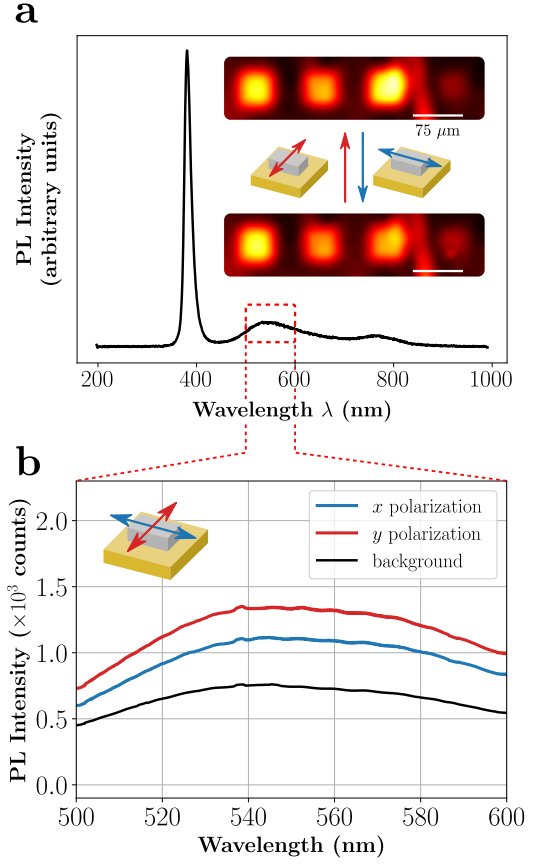 a
PL Intensity
(arbitrary units)
75 μm
200 400 600 800 1000
Wavelength λ (nm)
b
PL Intensity (×10³ counts)
2.0
1.5
1.0
0.5
0.0
x polarization
y polarization
background
500 520 540 560 580 600
Wavelength (nm)